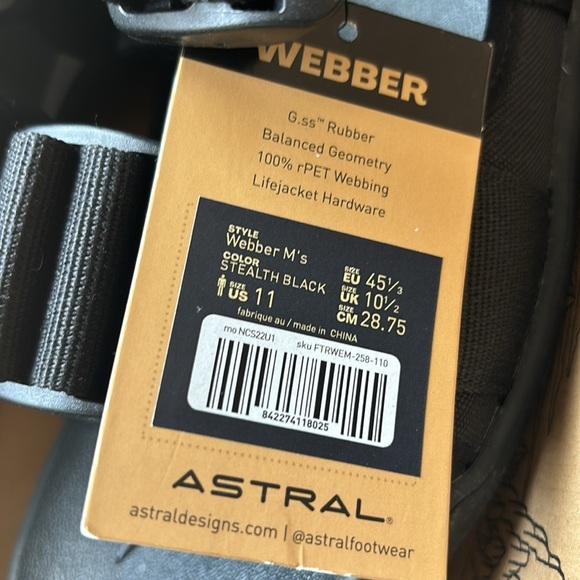 WEBBER
G.ss™ Rubber
Balanced Geometry
100% rPET Webbing
Lifejacket Hardware
STYLE
Webber M's
COLOR
STEALTH BLACK
SIZE US 11
SIZE EU 45⅓
SIZE UK 10½
SIZE CM 28.75
fabrique au / made in CHINA
mo NCS22U1 sku FTRWEM-258-110
842274118025
ASTRAL®
astraldesigns.com | @astralfootwear